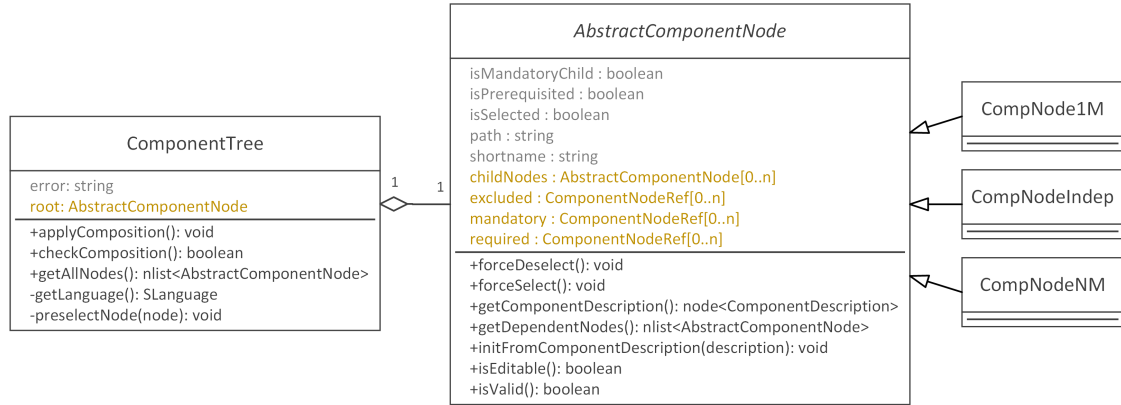 AbstractComponentNode
isMandatoryChild : boolean
isPrerequisited : boolean
isSelected : boolean
path : string
shortname : string
childNodes : AbstractComponentNode[0..n]
excluded : ComponentNodeRef[0..n]
mandatory : ComponentNodeRef[0..n]
required : ComponentNodeRef[0..n]
+forceDeselect(): void
+forceSelect(): void
+getComponentDescription(): node<ComponentDescription>
+getDependentNodes(): nlist<AbstractComponentNode>
+initFromComponentDescription(description): void
+isEditable(): boolean
+isValid(): boolean
ComponentTree
error: string
root: AbstractComponentNode
+applyComposition(): void
+checkComposition(): boolean
+getAllNodes(): nlist<AbstractComponentNode>
-getLanguage(): SLanguage
-preselectNode(node): void
1
1
CompNode1M
CompNodeIndep
CompNodeNM